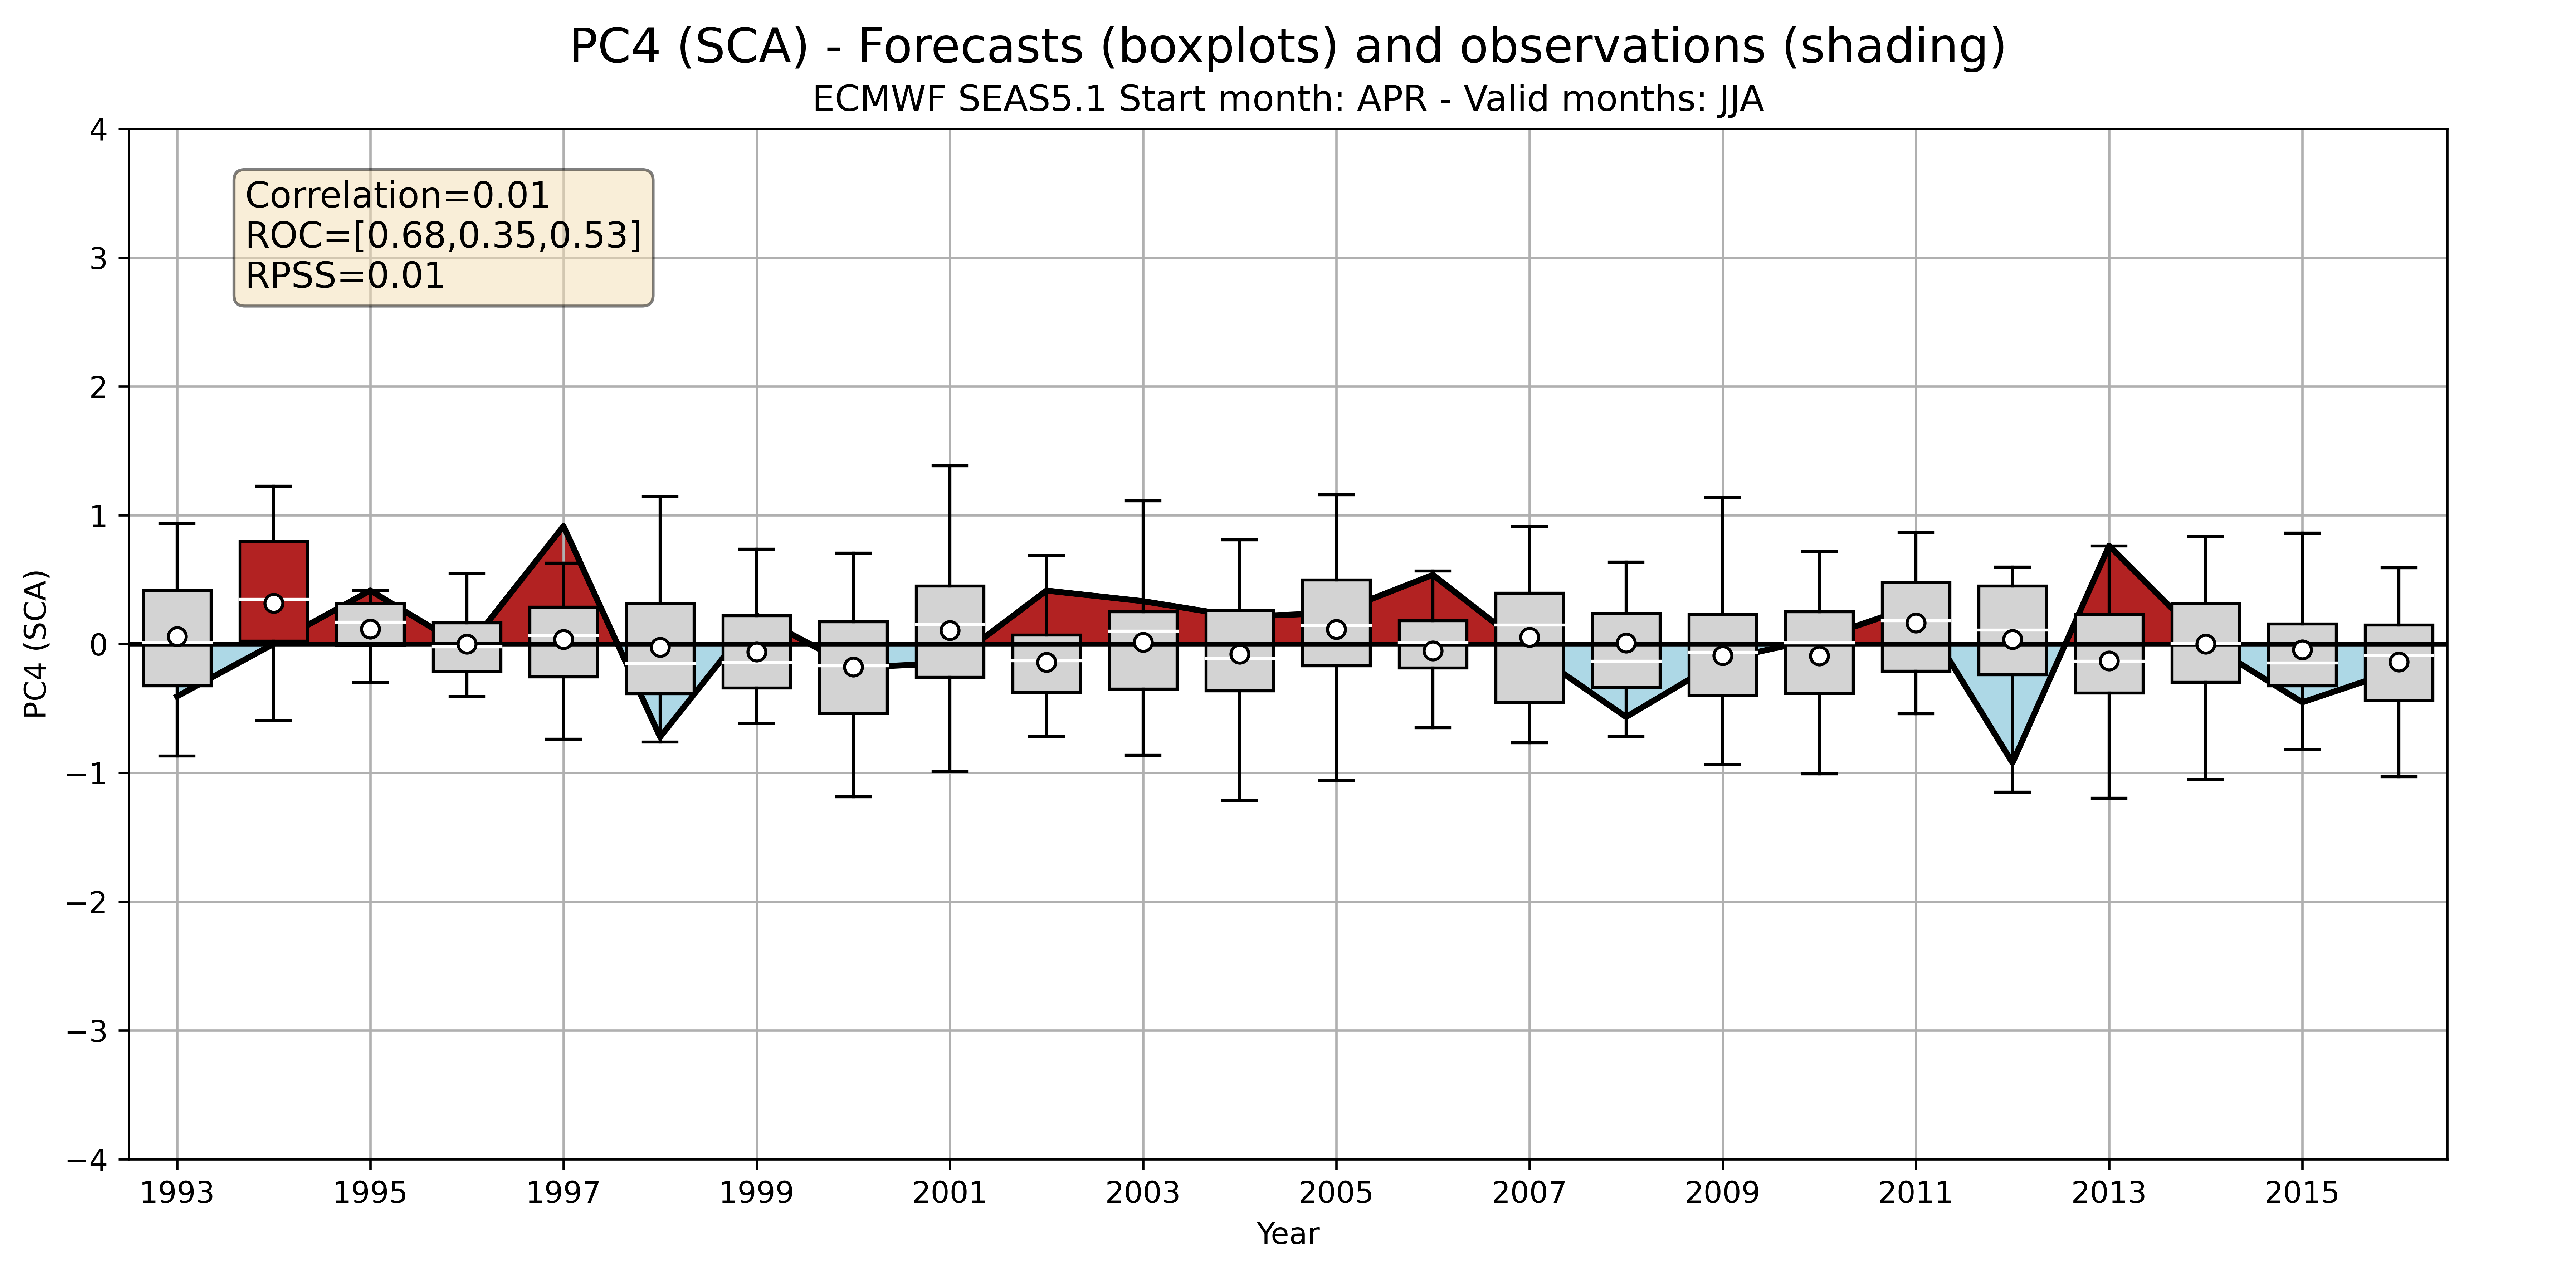 PC4 (SCA) - Forecasts (boxplots) and observations (shading)
ECMWF SEAS5.1 Start month: APR - Valid months: JJA
Correlation=0.01
ROC=[0.68,0.35,0.53]
RPSS=0.01
PC4 (SCA)
4
3
2
1
0
−1
−2
−3
−4
1993 1995 1997 1999 2001 2003 2005 2007 2009 2011 2013 2015
Year